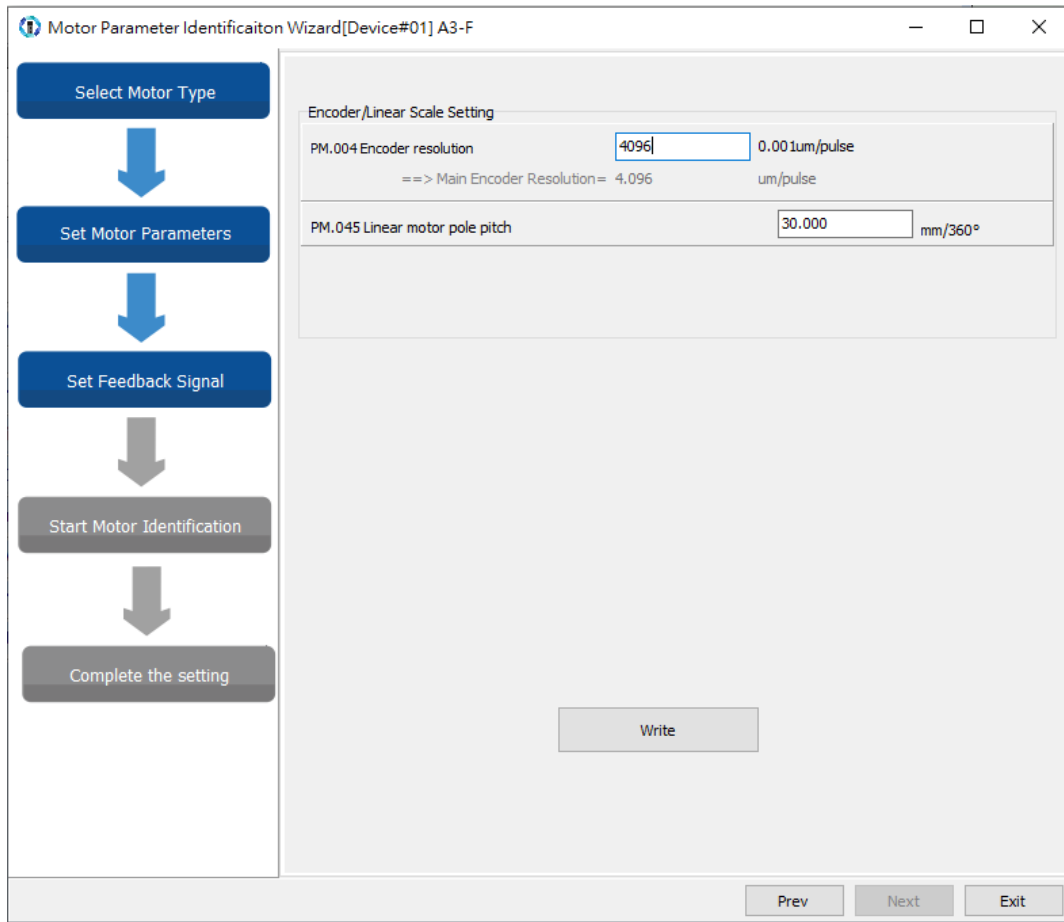 Motor Parameter Identificaiton Wizard[Device#01] A3-F
Select Motor Type
Set Motor Parameters
Set Feedback Signal
Start Motor Identification
Complete the setting
Encoder/Linear Scale Setting
PM.004 Encoder resolution 4096 0.001um/pulse
==> Main Encoder Resolution= 4.096 um/pulse
PM.045 Linear motor pole pitch 30.000 mm/360°
Write
Prev Next Exit